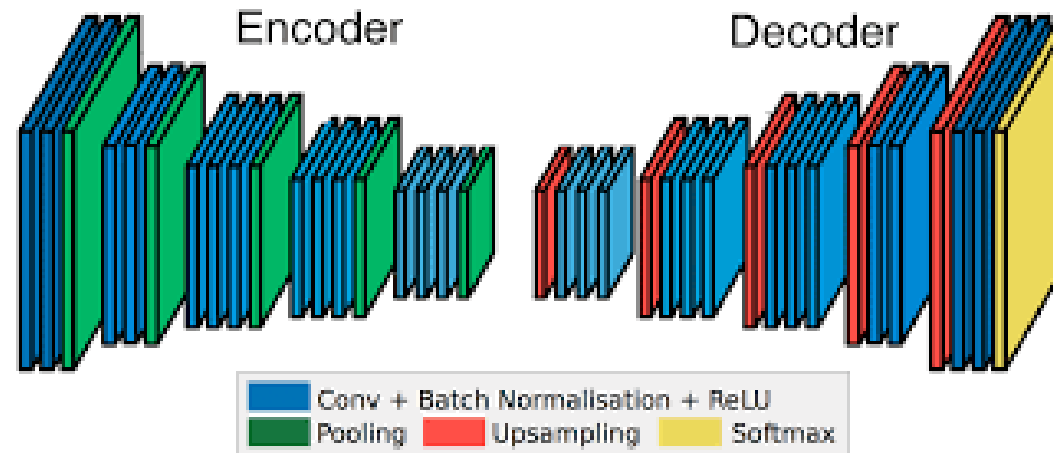 Encoder Decoder
Conv + Batch Normalisation + ReLU
Pooling Upsampling Softmax